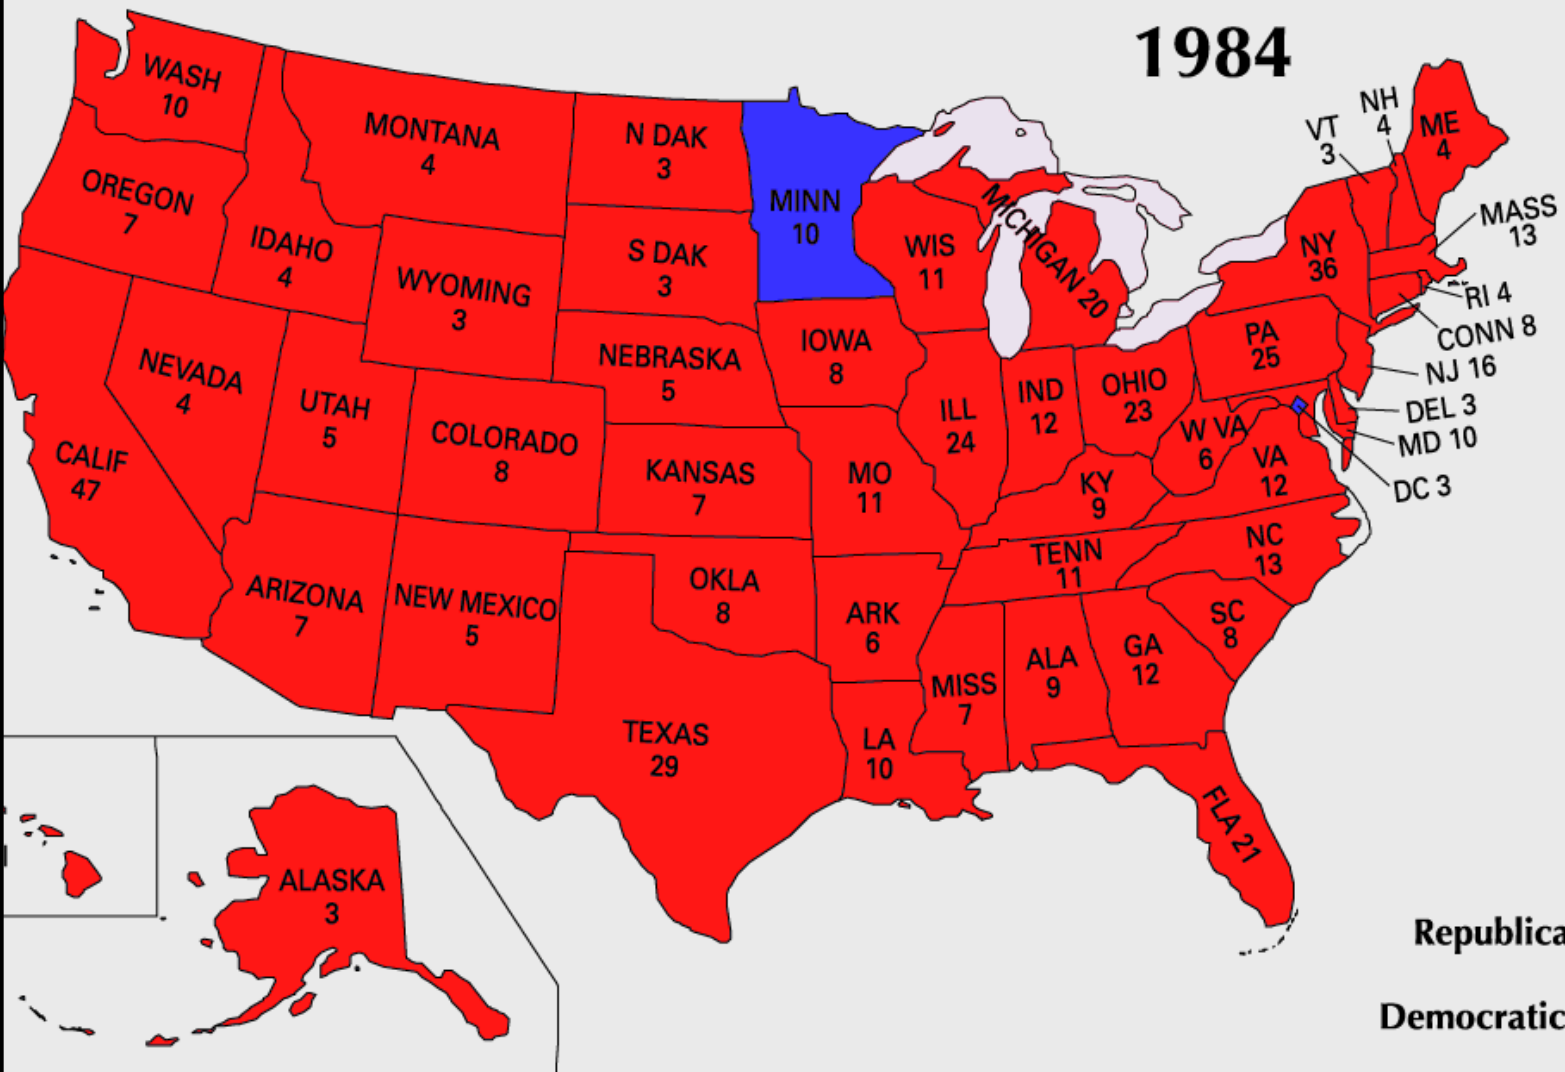 1984
WASH
10
OREGON
7
CALIF
47
NEVADA
4
IDAHO
4
MONTANA
4
WYOMING
3
UTAH
5
COLORADO
8
ARIZONA
7
NEW MEXICO
5
N DAK
3
S DAK
3
NEBRASKA
5
KANSAS
7
OKLA
8
TEXAS
29
MINN
10
IOWA
8
MO
11
ARK
6
LA
10
WIS
11
ILL
24
MICHIGAN 20
IND
12
OHIO
23
KY
9
TENN
11
MISS
7
ALA
9
GA
12
FLA 21
SC
8
NC
13
VA
12
W VA
6
PA
25
NY
36
VT
3
NH
4
ME
4
MASS
13
RI 4
CONN 8
NJ 16
DEL 3
MD 10
DC 3
ALASKA
3
Republica
Democratic